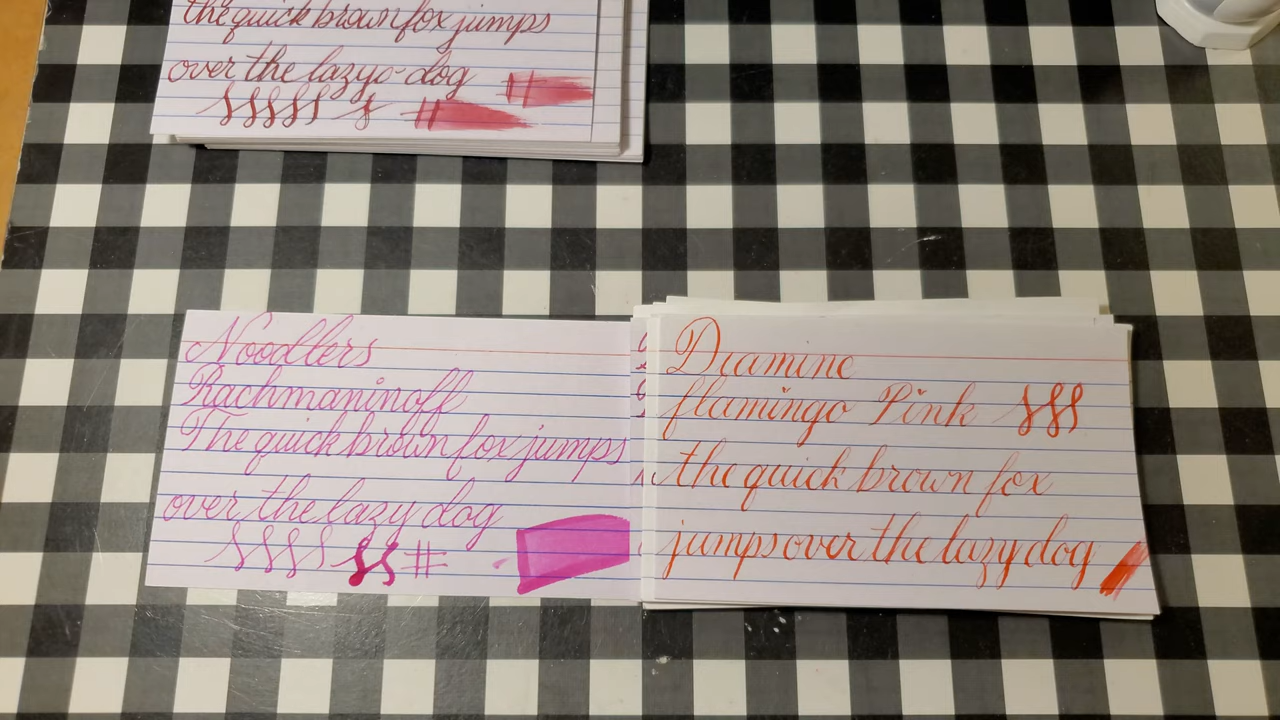 the quick brown fox jumps
over the lazyo dog
Noodlers
Rachmaninoff
The quick brown fox jumps
over the lazy dog
Diamine
flamingo Pink
the quick brown fox
jumps over the lazy dog